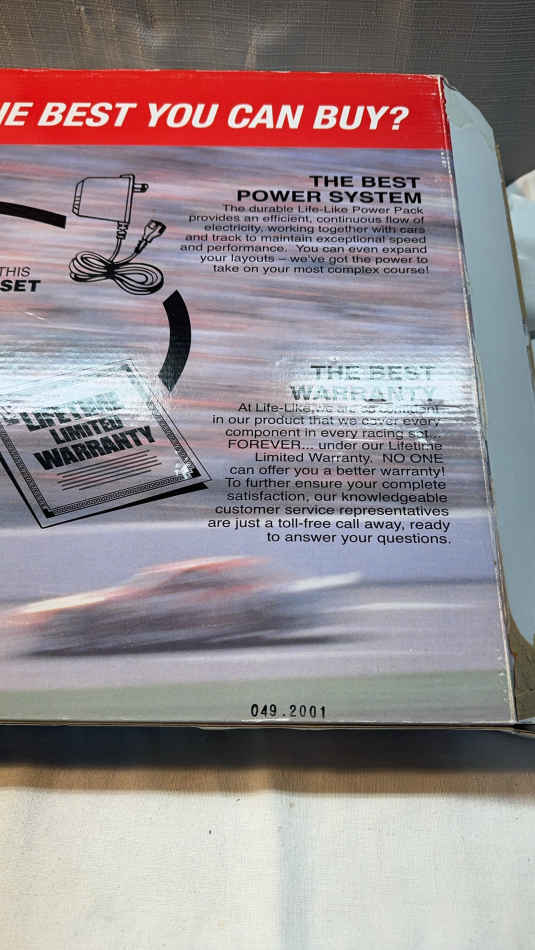 E BEST YOU CAN BUY?
THE BEST
POWER SYSTEM
The durable Life-Like Power Pack
provides an efficient, continuous flow of
electricity, working together with cars
and track to maintain exceptional speed
and performance. You can even expand
your layouts – we've got the power to
take on your most complex course!
THIS
SET
THE BEST
WARRANTY
At Life-Like, we are so confident
in our product that we cover every
component in every racing set...
FOREVER... under our Lifetime
Limited Warranty. NO ONE
can offer you a better warranty!
To further ensure your complete
satisfaction, our knowledgeable
customer service representatives
are just a toll-free call away, ready
to answer your questions.
LIFETIME
LIMITED
WARRANTY
049.2001